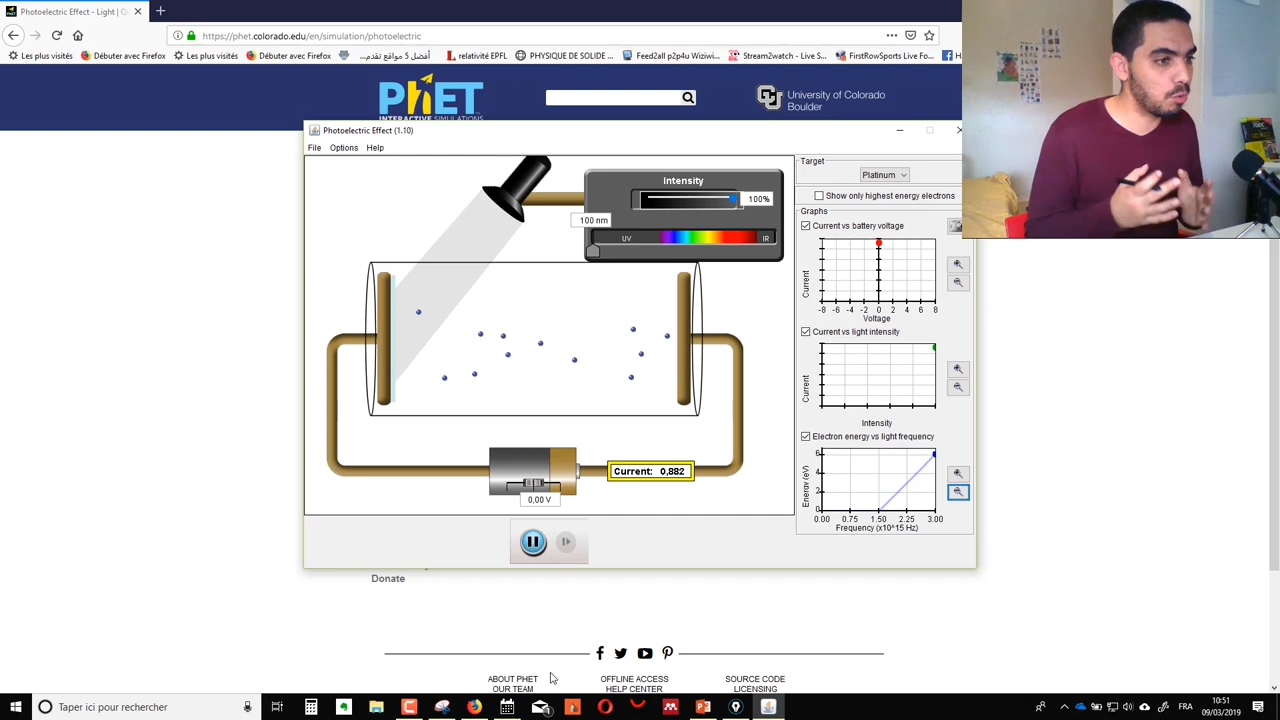 Photoelectric Effect - Light | Q
https://phet.colorado.edu/en/simulation/photoelectric
Les plus visités
Débuter avec Firefox
Les plus visités
Débuter avec Firefox
أفضل 5 مواقع تقدم...
relativité EPFL
PHYSIQUE DE SOLIDE ...
Feed2all p2p4u Wiziwi...
Stream2watch - Live S...
FirstRowSports Live Fo...
PhET
INTERACTIVE SIMULATIONS
University of Colorado
Boulder
Photoelectric Effect (1.10)
File Options Help
Intensity
100%
100 nm
UV
IR
Current: 0,882
0,00 V
Target
Platinum
Show only highest energy electrons
Graphs
Current vs battery voltage
Current
-8 -6 -4 -2 0 2 4 6 8
Voltage
Current vs light intensity
Current
Intensity
Electron energy vs light frequency
Energy (eV)
6
4
2
0
0.00 0.75 1.50 2.25 3.00
Frequency (x10^15 Hz)
Donate
ABOUT PHET
OUR TEAM
OFFLINE ACCESS
HELP CENTER
SOURCE CODE
LICENSING
Taper ici pour rechercher
FRA
10:51
09/03/2019
TOEIC